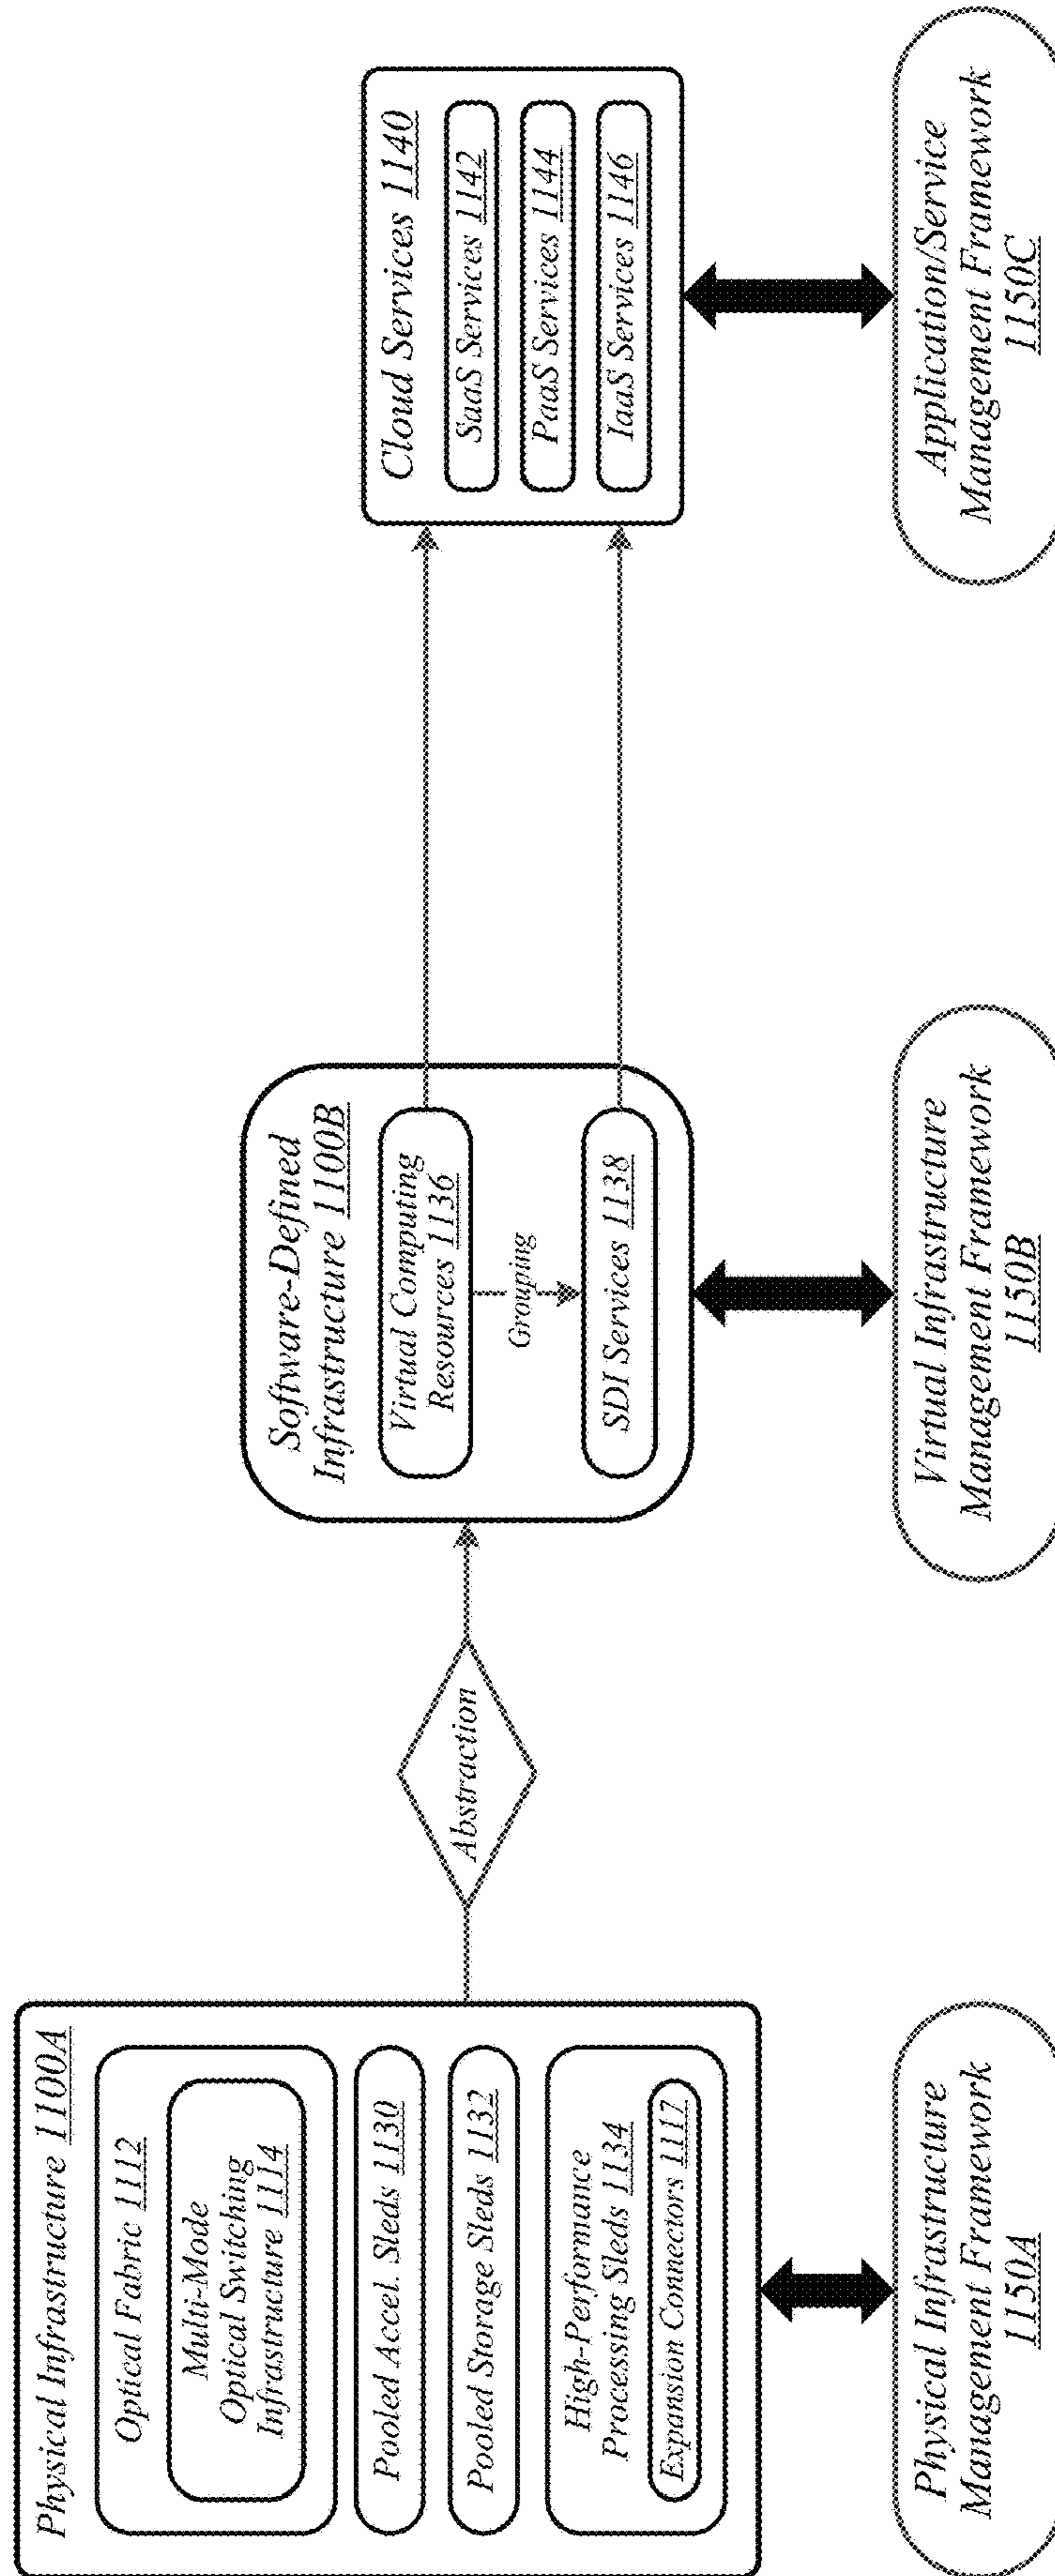 Physical Infrastructure 1100A
Optical Fabric 1112
Multi-Mode
Optical Switching
Infrastructure 1114
Pooled Accel. Sleds 1130
Pooled Storage Sleds 1132
High-Performance
Processing Sleds 1134
Expansion Connectors 1117
Physical Infrastructure
Management Framework
1150A
Abstraction
Software-Defined
Infrastructure 1100B
Virtual Computing
Resources 1136
Grouping
SDI Services 1138
Virtual Infrastructure
Management Framework
1150B
Cloud Services 1140
SaaS Services 1142
PaaS Services 1144
IaaS Services 1146
Application/Service
Management Framework
1150C